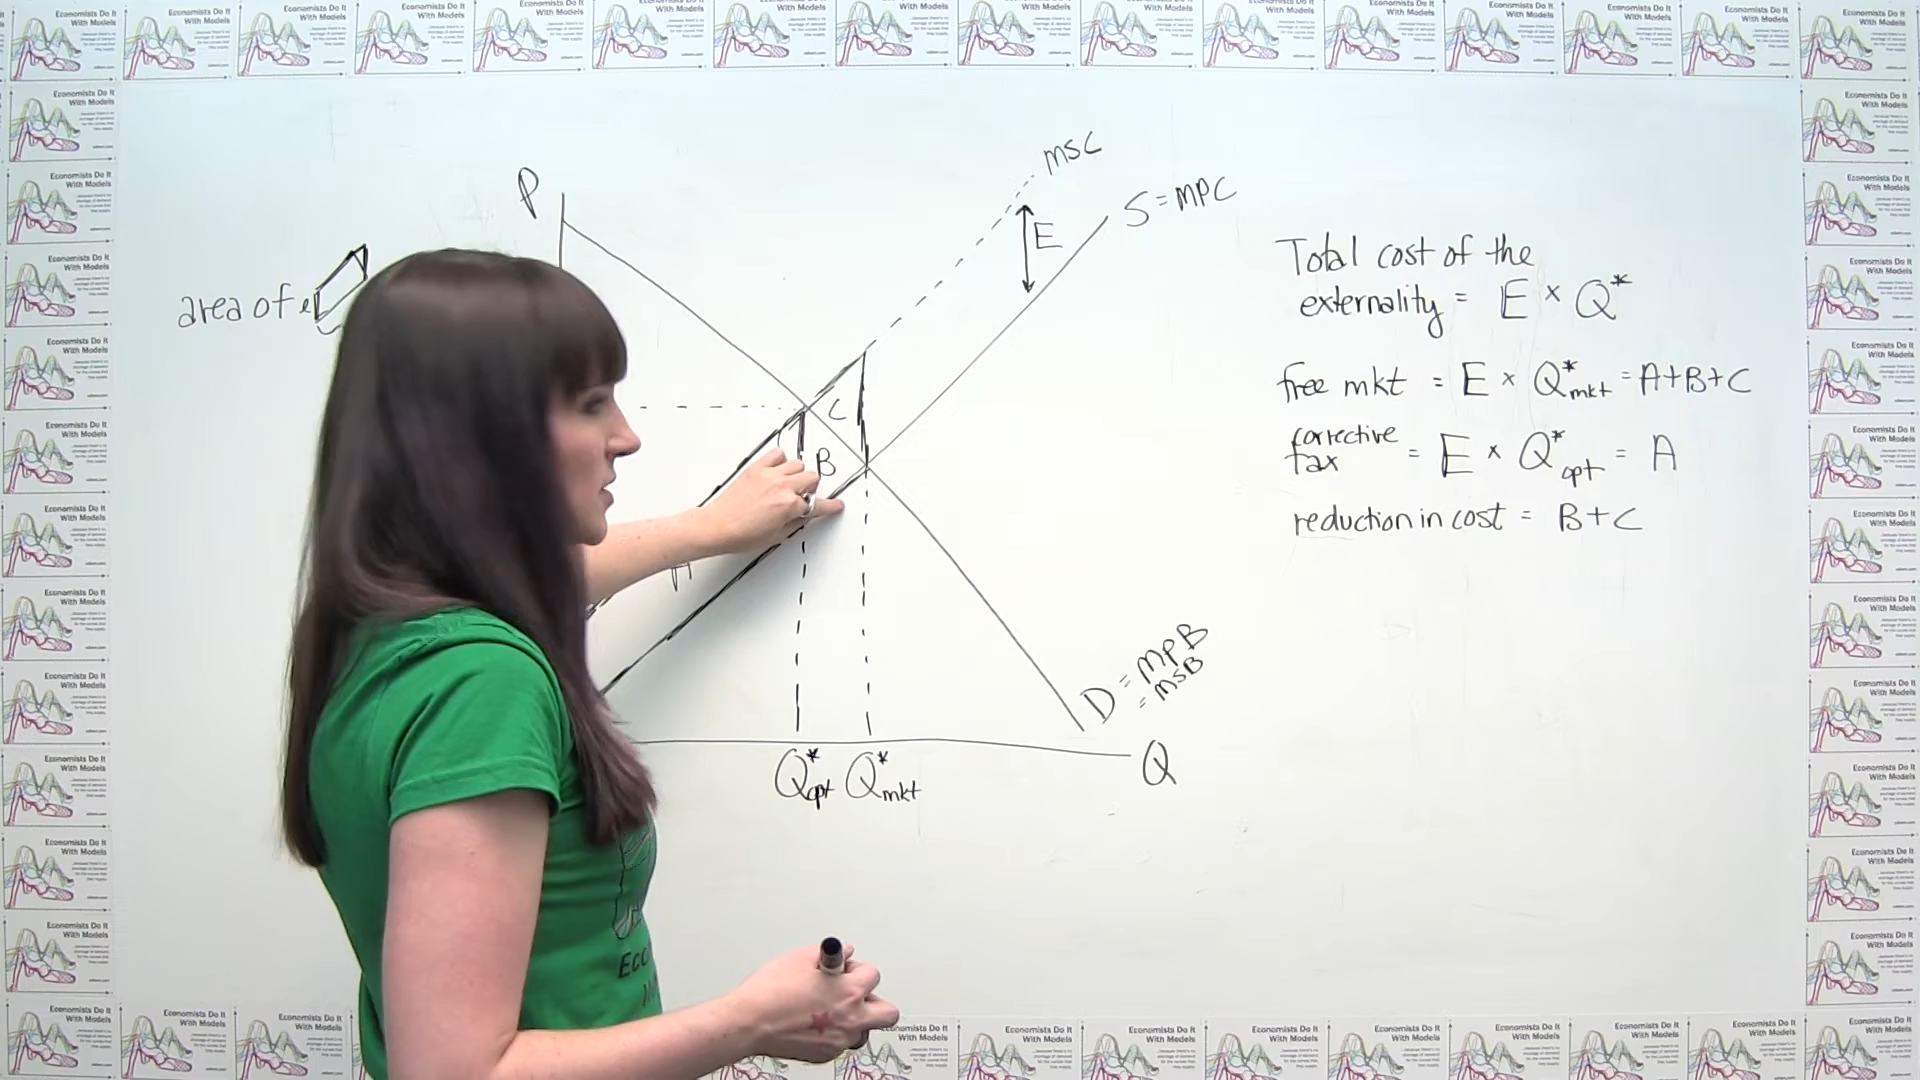 Economists Do It
With Models
P
MSC
S = MPC
E
area of
C
B
A
D = MPB
= MSB
Q*opt
Q*mkt
Q
Total cost of the
externality = E × Q*
free mkt = E × Q*mkt = A+B+C
corrective
tax = E × Q*opt = A
reduction in cost = B+C